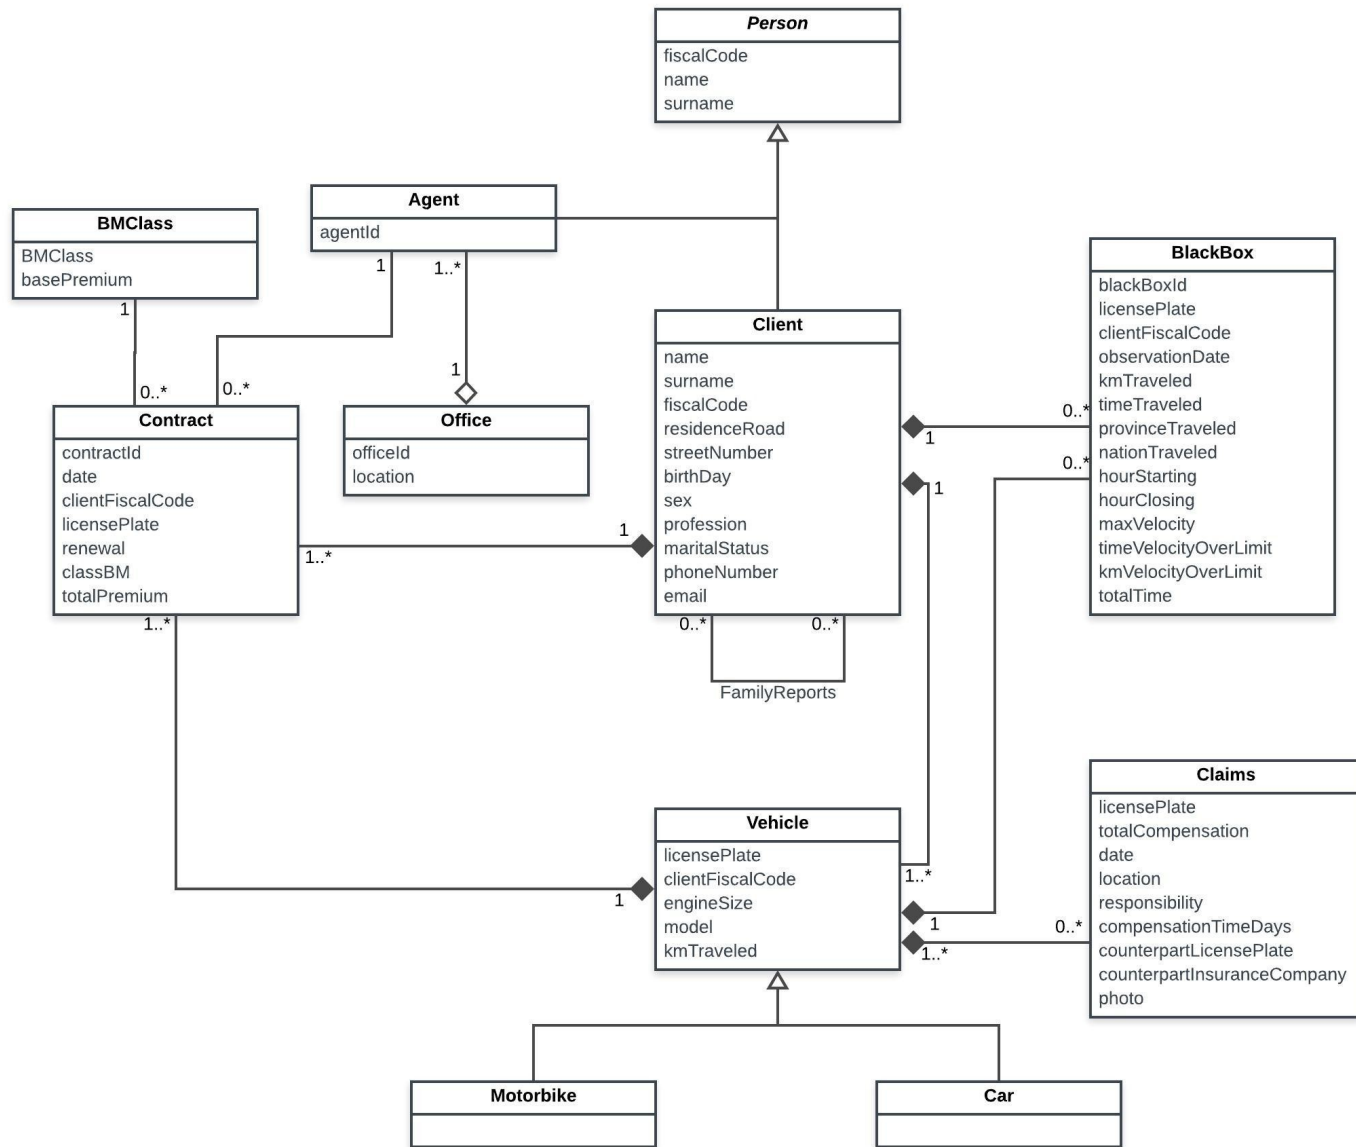 Person
fiscalCode
name
surname
Agent
agentId
1
1..*
BMClass
BMClass
basePremium
1
0..*
0..*
1
Office
officeId
location
Contract
contractId
date
clientFiscalCode
licensePlate
renewal
classBM
totalPremium
1..*
1..*
1
Client
name
surname
fiscalCode
residenceRoad
streetNumber
birthDay
sex
profession
maritalStatus
phoneNumber
email
0..*
0..*
FamilyReports
1
1
0..*
0..*
BlackBox
blackBoxId
licensePlate
clientFiscalCode
observationDate
kmTraveled
timeTraveled
provinceTraveled
nationTraveled
hourStarting
hourClosing
maxVelocity
timeVelocityOverLimit
kmVelocityOverLimit
totalTime
Vehicle
licensePlate
clientFiscalCode
engineSize
model
kmTraveled
1
1..*
1
1..*
0..*
Claims
licensePlate
totalCompensation
date
location
responsibility
compensationTimeDays
counterpartLicensePlate
counterpartInsuranceCompany
photo
Motorbike
Car